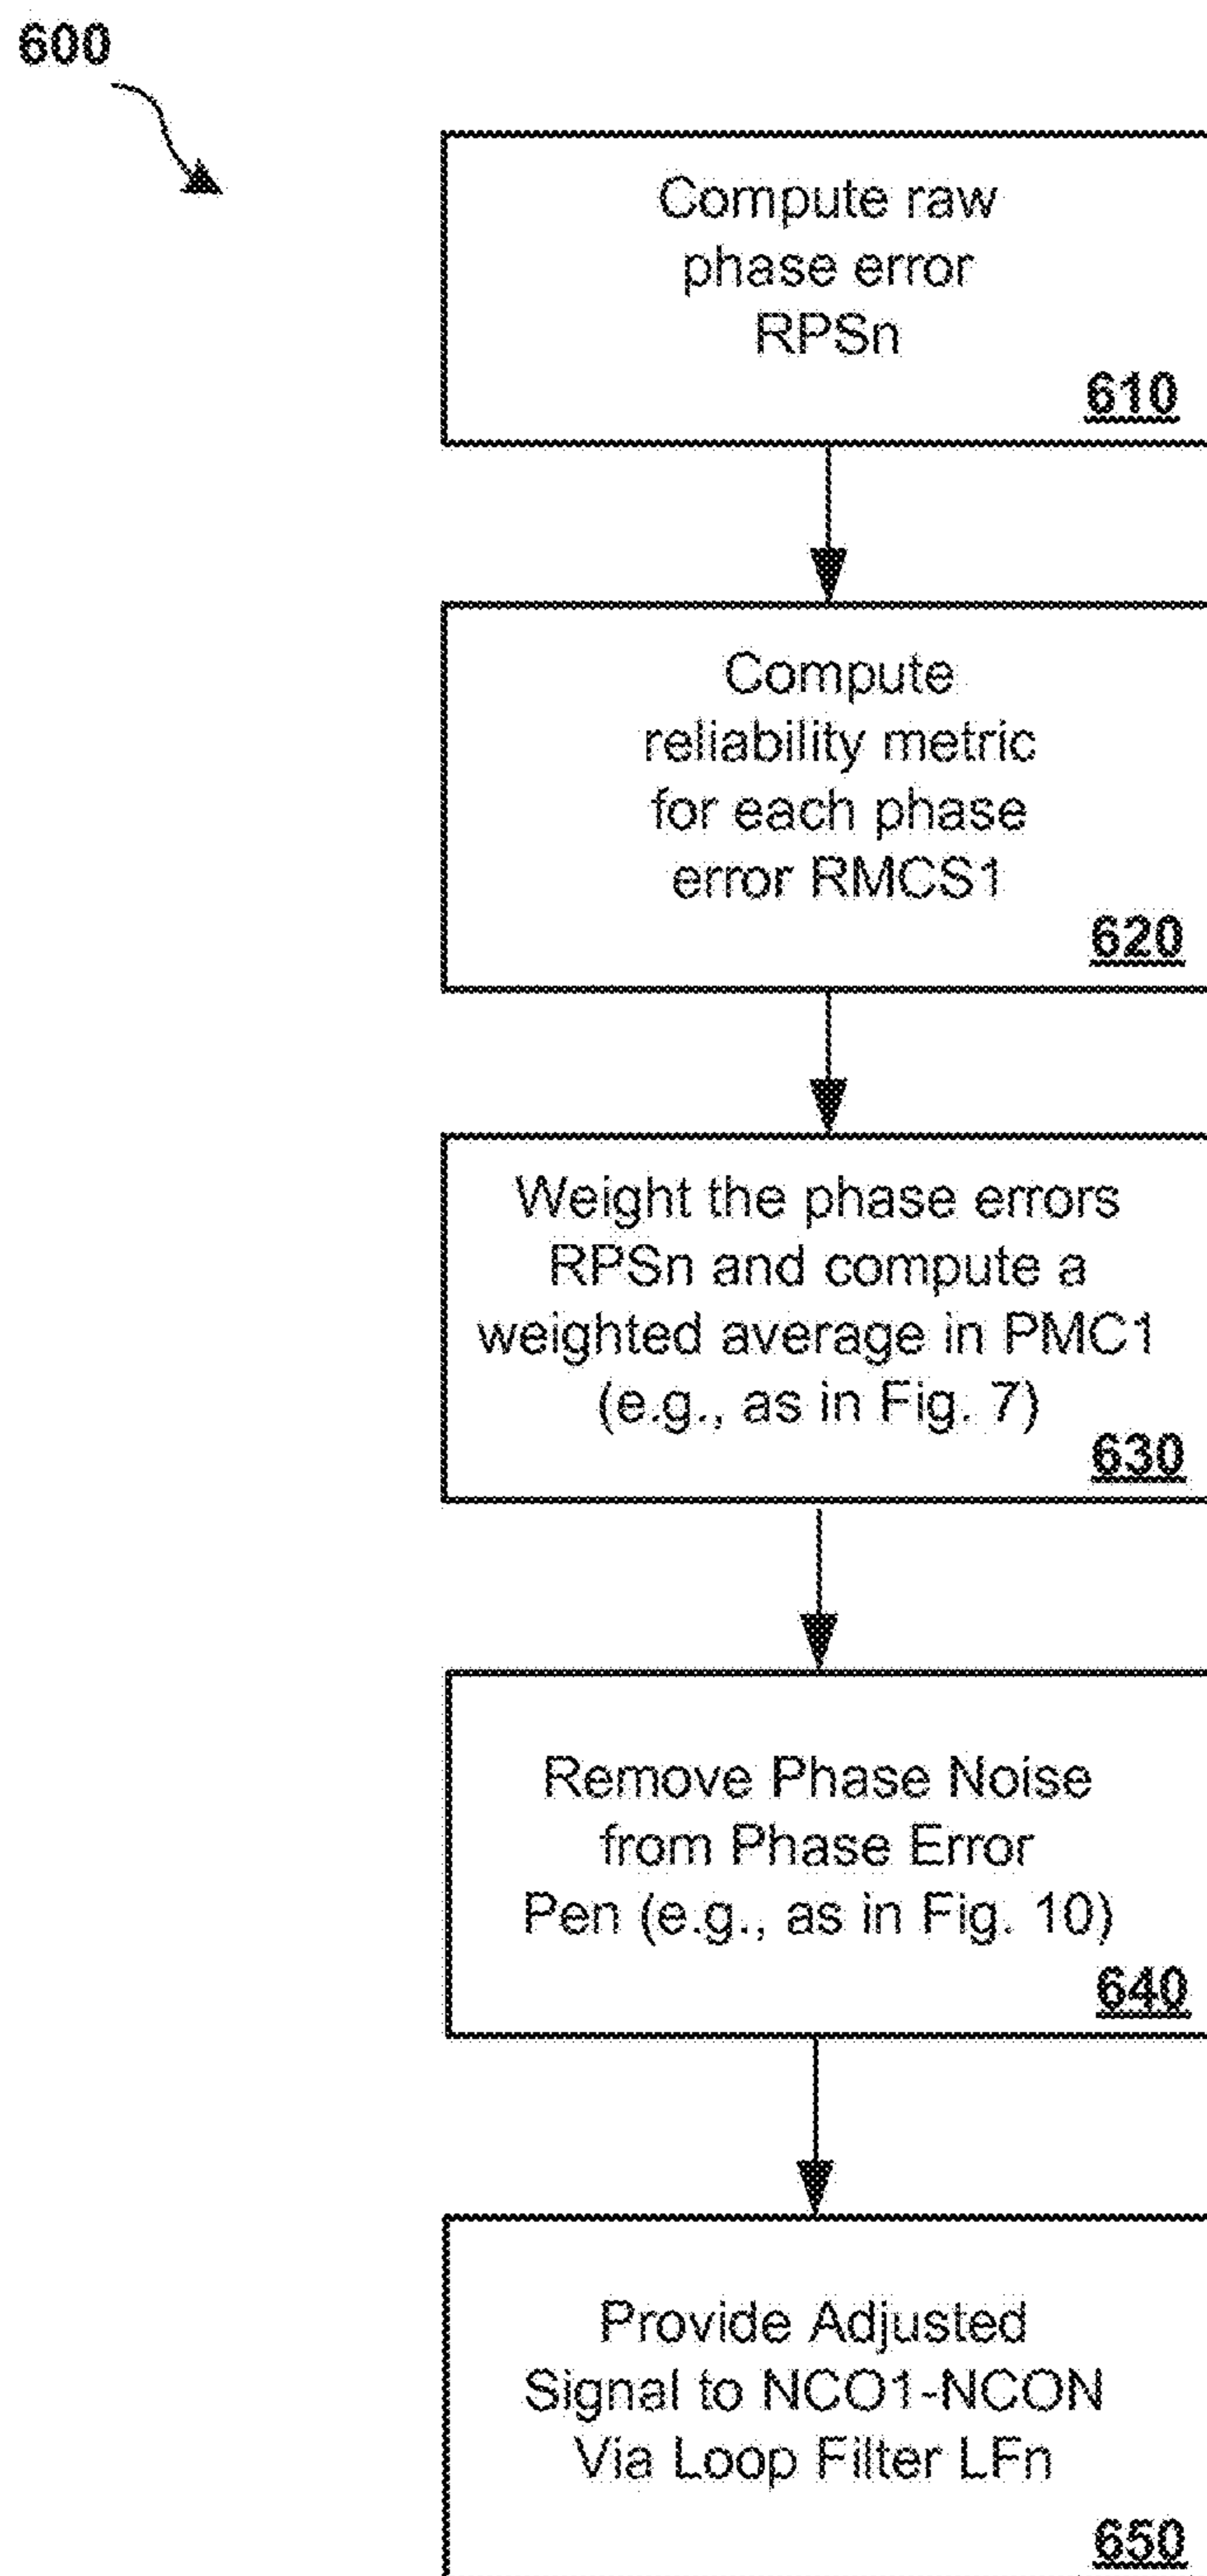 600
Compute raw
phase error
RPSn
610
Compute
reliability metric
for each phase
error RMCS1
620
Weight the phase errors
RPSn and compute a
weighted average in PMC1
(e.g., as in Fig. 7)
630
Remove Phase Noise
from Phase Error
Pen (e.g., as in Fig. 10)
640
Provide Adjusted
Signal to NCO1-NCON
Via Loop Filter LFn
650